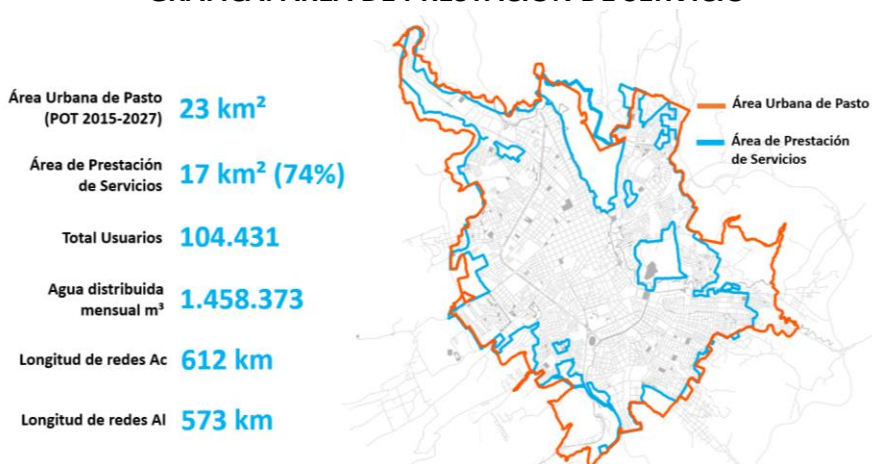 Área Urbana de Pasto
(POT 2015-2027)
23 km²
Área de Prestación
de Servicios
17 km² (74%)
Total Usuarios
104.431
Agua distribuida
mensual m³
1.458.373
Longitud de redes Ac
612 km
Longitud de redes Al
573 km
Área Urbana de Pasto
Área de Prestación
de Servicios